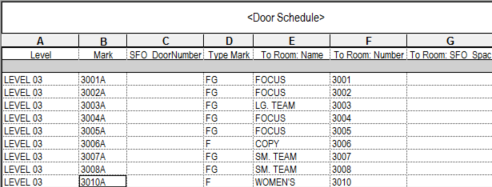 <Door Schedule>
A B C D E F G
Level Mark SFO_DoorNumber Type Mark To Room: Name To Room: Number To Room: SFO_Spac
LEVEL 03 3001A FG FOCUS 3001
LEVEL 03 3002A FG FOCUS 3002
LEVEL 03 3003A FG LG. TEAM 3003
LEVEL 03 3004A FG FOCUS 3004
LEVEL 03 3005A FG FOCUS 3005
LEVEL 03 3006A F COPY 3006
LEVEL 03 3007A FG SM. TEAM 3007
LEVEL 03 3008A FG SM. TEAM 3008
LEVEL 03 3010A F WOMEN'S 3010